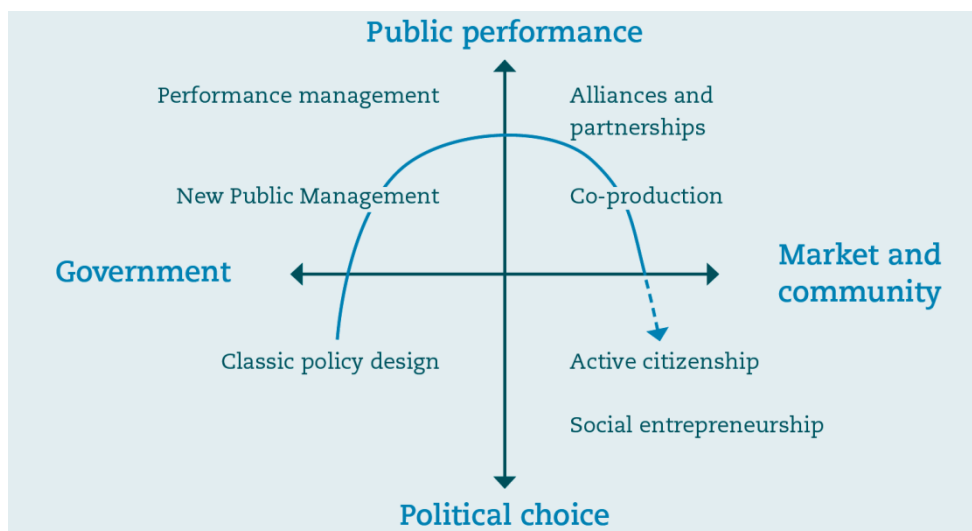 Public performance
Performance management
Alliances and
partnerships
New Public Management
Co-production
Government
Market and
community
Classic policy design
Active citizenship
Social entrepreneurship
Political choice